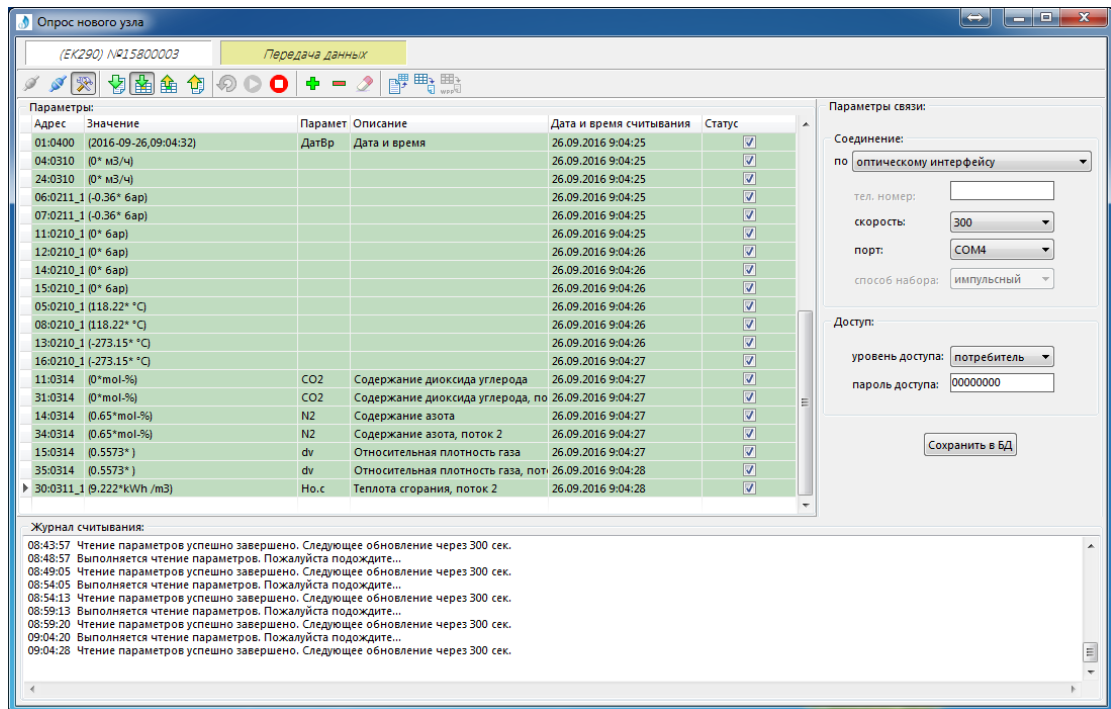 Опрос нового узла
(EK290) №15800003 Передача данных
Параметры:
Адрес Значение Парамет Описание Дата и время считывания Статус
01:0400 (2016-09-26,09:04:32) ДатВр Дата и время 26.09.2016 9:04:25
04:0310 (0* м3/ч) 26.09.2016 9:04:25
24:0310 (0* м3/ч) 26.09.2016 9:04:25
06:0211_1 (-0.36* бар) 26.09.2016 9:04:25
07:0211_1 (-0.36* бар) 26.09.2016 9:04:25
11:0210_1 (0* бар) 26.09.2016 9:04:25
12:0210_1 (0* бар) 26.09.2016 9:04:26
14:0210_1 (0* бар) 26.09.2016 9:04:26
15:0210_1 (0* бар) 26.09.2016 9:04:26
05:0210_1 (118.22* °C) 26.09.2016 9:04:26
08:0210_1 (118.22* °C) 26.09.2016 9:04:26
13:0210_1 (-273.15* °C) 26.09.2016 9:04:26
16:0210_1 (-273.15* °C) 26.09.2016 9:04:27
11:0314 (0*mol-%) CO2 Содержание диоксида углерода 26.09.2016 9:04:27
31:0314 (0*mol-%) CO2 Содержание диоксида углерода, по 26.09.2016 9:04:27
14:0314 (0.65*mol-%) N2 Содержание азота 26.09.2016 9:04:27
34:0314 (0.65*mol-%) N2 Содержание азота, поток 2 26.09.2016 9:04:27
15:0314 (0.5573* ) dv Относительная плотность газа 26.09.2016 9:04:27
35:0314 (0.5573* ) dv Относительная плотность газа, пот 26.09.2016 9:04:28
30:0311_1 (9.222*kWh /m3) Ho.c Теплота сгорания, поток 2 26.09.2016 9:04:28
Параметры связи:
Соединение:
по оптическому интерфейсу
тел. номер:
скорость: 300
порт: COM4
способ набора: импульсный
Доступ:
уровень доступа: потребитель
пароль доступа: 00000000
Сохранить в БД
Журнал считывания:
08:43:57 Чтение параметров успешно завершено. Следующее обновление через 300 сек.
08:48:57 Выполняется чтение параметров. Пожалуйста подождите...
08:49:05 Чтение параметров успешно завершено. Следующее обновление через 300 сек.
08:54:05 Выполняется чтение параметров. Пожалуйста подождите...
08:54:13 Чтение параметров успешно завершено. Следующее обновление через 300 сек.
08:59:13 Выполняется чтение параметров. Пожалуйста подождите...
08:59:20 Чтение параметров успешно завершено. Следующее обновление через 300 сек.
09:04:20 Выполняется чтение параметров. Пожалуйста подождите...
09:04:28 Чтение параметров успешно завершено. Следующее обновление через 300 сек.